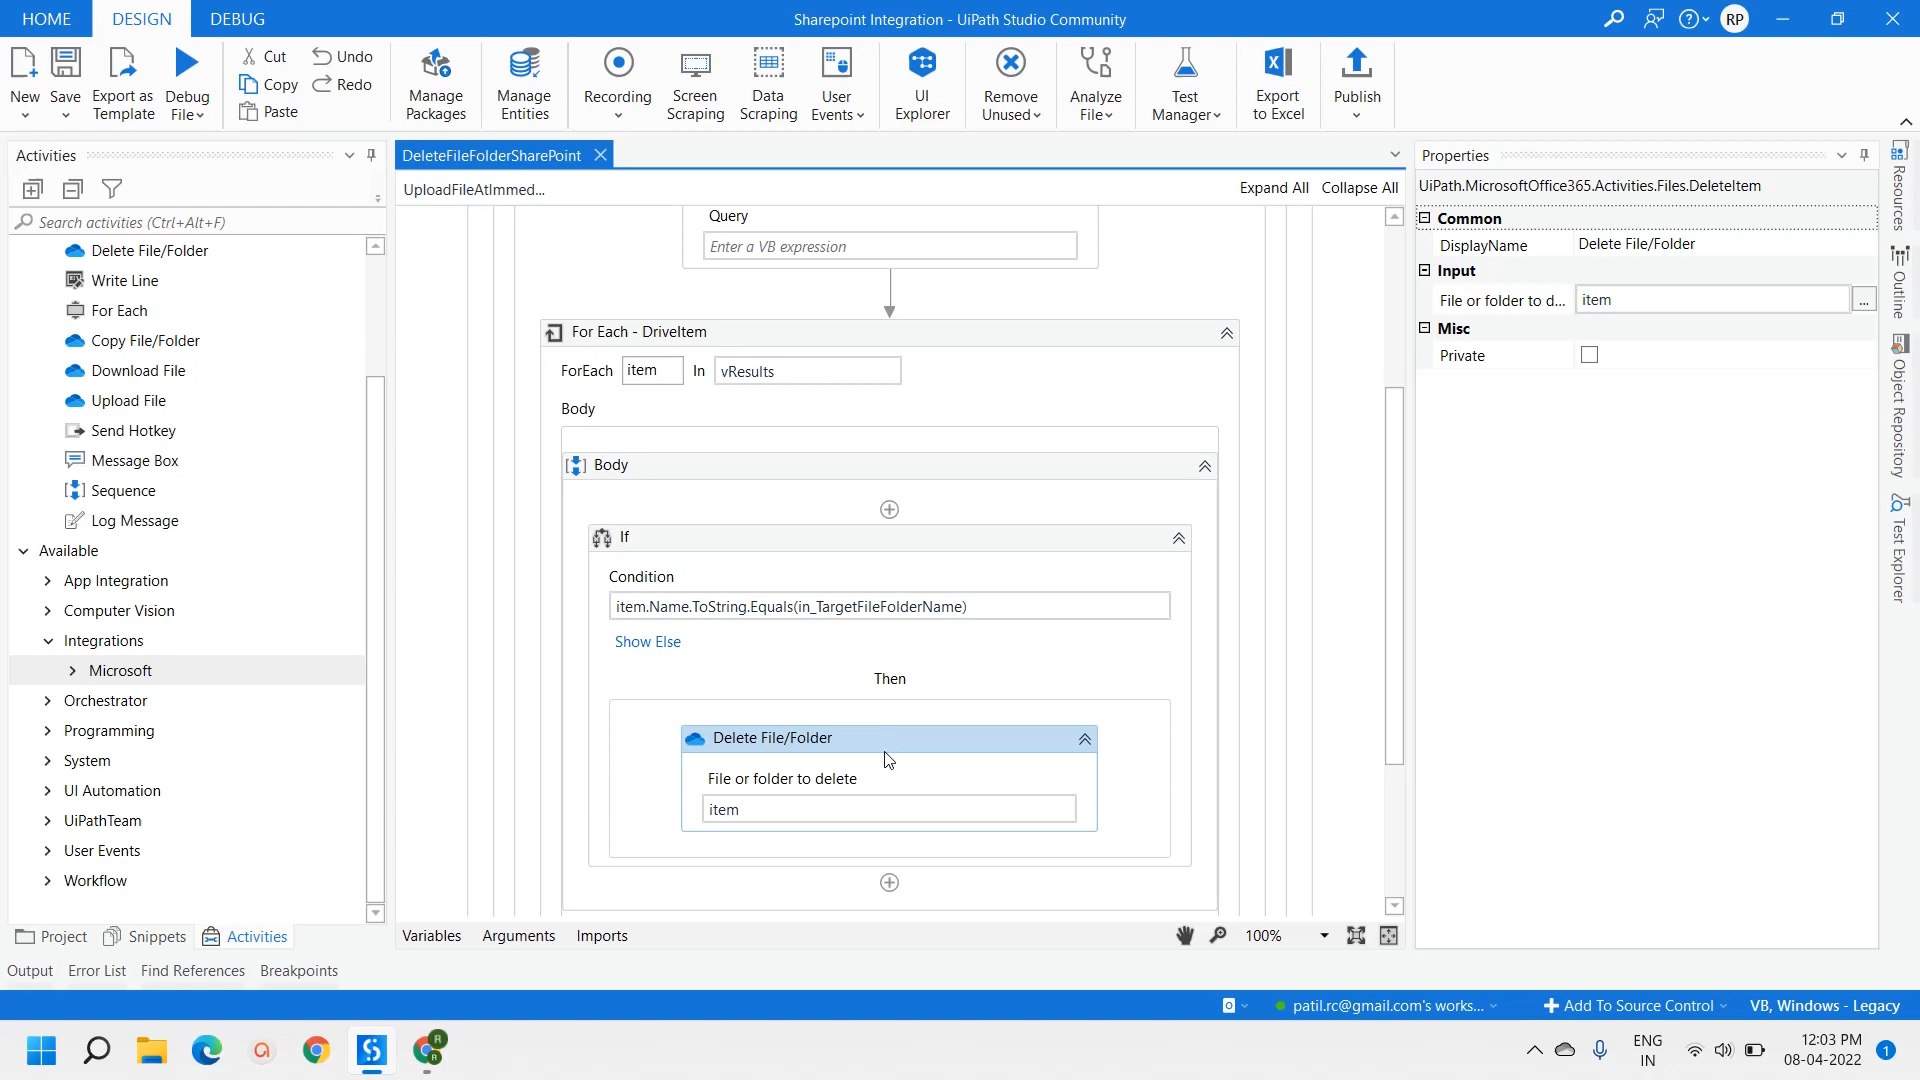 HOME
DESIGN
DEBUG
Sharepoint Integration - UiPath Studio Community
RP
New
Save
Export as
Template
Debug
File
Cut
Copy
Paste
Undo
Redo
Manage
Packages
Manage
Entities
Recording
Screen
Scraping
Data
Scraping
User
Events
UI
Explorer
Remove
Unused
Analyze
File
Test
Manager
Export
to Excel
Publish
Activities
Search activities (Ctrl+Alt+F)
Delete File/Folder
Write Line
For Each
Copy File/Folder
Download File
Upload File
Send Hotkey
Message Box
Sequence
Log Message
Available
App Integration
Computer Vision
Integrations
Microsoft
Orchestrator
Programming
System
UI Automation
UiPathTeam
User Events
Workflow
Project
Snippets
Activities
DeleteFileFolderSharePoint
UploadFileAtImmed...
Expand All
Collapse All
Query
Enter a VB expression
For Each - DriveItem
ForEach
item
In
vResults
Body
Body
If
Condition
item.Name.ToString.Equals(in_TargetFileFolderName)
Show Else
Then
Delete File/Folder
File or folder to delete
item
Variables
Arguments
Imports
100%
Properties
UiPath.MicrosoftOffice365.Activities.Files.DeleteItem
Common
DisplayName
Delete File/Folder
Input
File or folder to d...
item
...
Misc
Private
Resources
Outline
Object Repository
Test Explorer
Output
Error List
Find References
Breakpoints
patil.rc@gmail.com's works...
Add To Source Control
VB, Windows - Legacy
ENG
IN
12:03 PM
08-04-2022
1
R
R